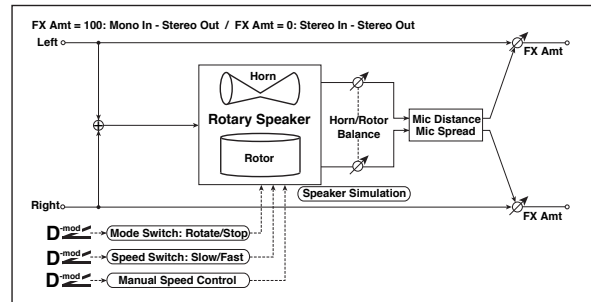 FX Amt = 100: Mono In - Stereo Out / FX Amt = 0: Stereo In - Stereo Out
Left
FX Amt
Horn
Rotary Speaker
Rotor
Horn/Rotor
Balance
Mic Distance
Mic Spread
Speaker Simulation
Right
FX Amt
D-mod
Mode Switch: Rotate/Stop
D-mod
Speed Switch: Slow/Fast
D-mod
Manual Speed Control